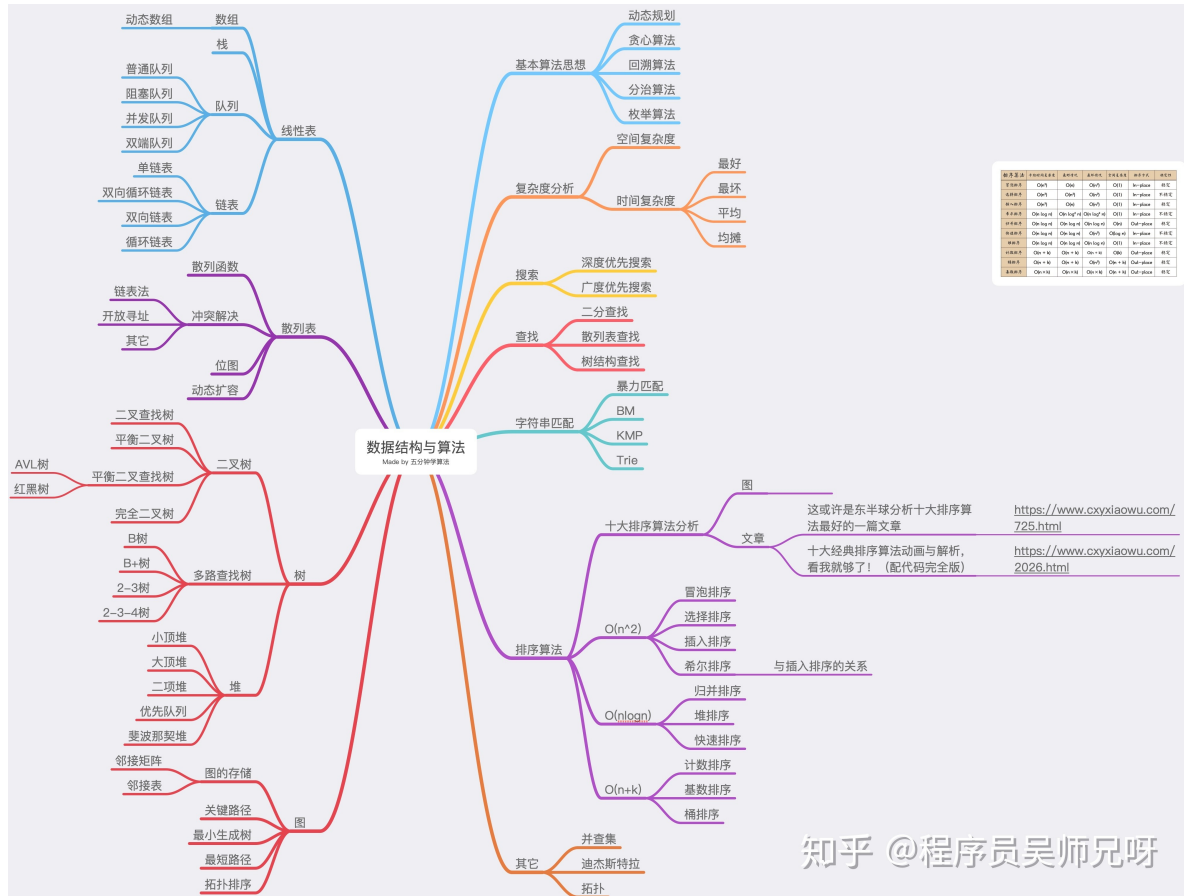 数据结构与算法
Made by 五分钟学算法
线性表
数组
动态数组
栈
队列
普通队列
阻塞队列
并发队列
双端队列
链表
单链表
双向循环链表
双向链表
循环链表
散列表
散列函数
冲突解决
链表法
开放寻址
其它
位图
动态扩容
树
二叉树
二叉查找树
平衡二叉树
平衡二叉查找树
AVL树
红黑树
完全二叉树
多路查找树
B树
B+树
2-3树
2-3-4树
堆
小顶堆
大顶堆
二项堆
优先队列
斐波那契堆
图
图的存储
邻接矩阵
邻接表
关键路径
最小生成树
最短路径
拓扑排序
基本算法思想
动态规划
贪心算法
回溯算法
分治算法
枚举算法
复杂度分析
空间复杂度
时间复杂度
最好
最坏
平均
均摊
搜索
深度优先搜索
广度优先搜索
查找
二分查找
散列表查找
树结构查找
字符串匹配
暴力匹配
BM
KMP
Trie
排序算法
十大排序算法分析
图
文章
这或许是东半球分析十大排序算
法最好的一篇文章
https://www.cxyxiaowu.com/
725.html
十大经典排序算法动画与解析，
看我就够了！（配代码完全版）
https://www.cxyxiaowu.com/
2026.html
O(n^2)
冒泡排序
选择排序
插入排序
希尔排序
与插入排序的关系
O(nlogn)
归并排序
堆排序
快速排序
O(n+k)
计数排序
基数排序
桶排序
其它
并查集
迪杰斯特拉
拓扑
知乎 @程序员吴师兄呀